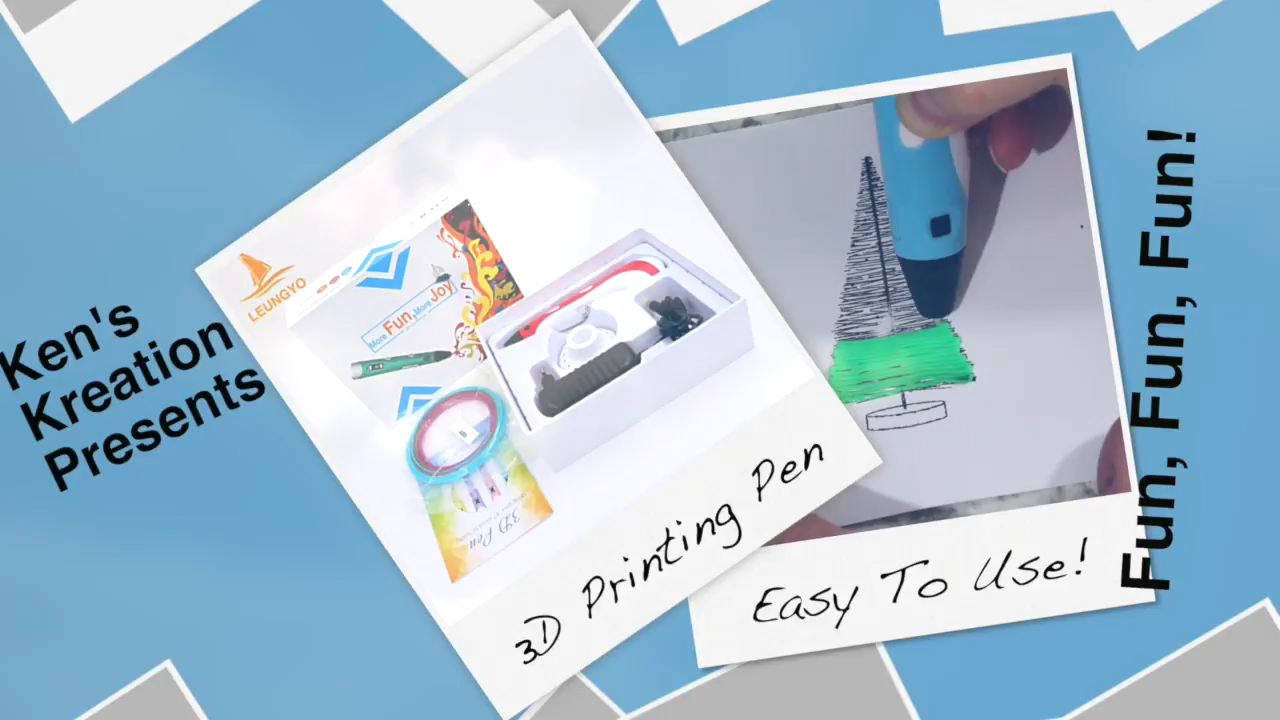 Ken's
Kreation
Presents
LEUNGYO
More Fun, More Joy
3D Pen
3D Printing Pen
Easy To Use!
Fun, Fun, Fun, Fun!